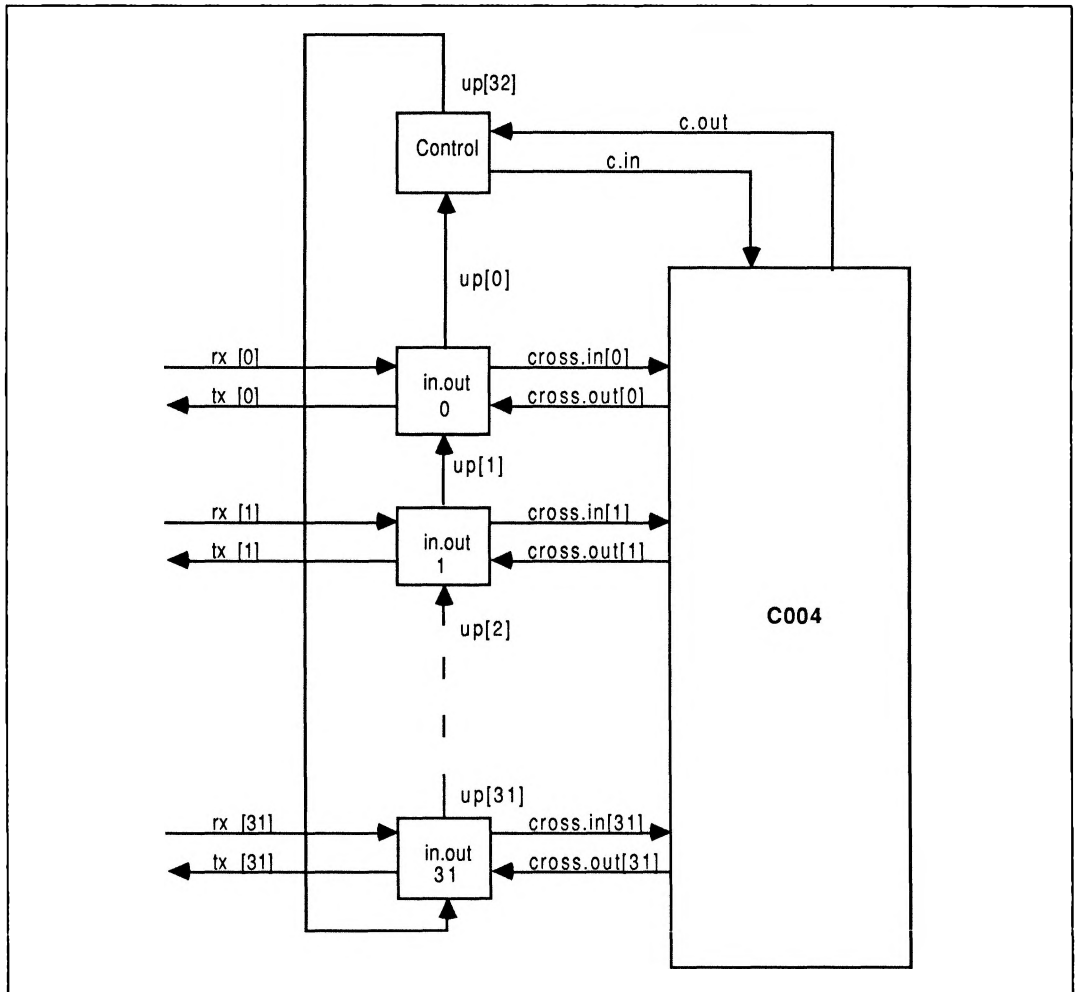 up[32]
c.out
Control
c.in
up[0]
rx [0]
cross.in[0]
in.out
0
tx [0]
cross.out[0]
up[1]
rx [1]
cross.in[1]
in.out
1
tx [1]
cross.out[1]
C004
up[2]
up[31]
rx [31]
cross.in[31]
in.out
31
tx [31]
cross.out[31]